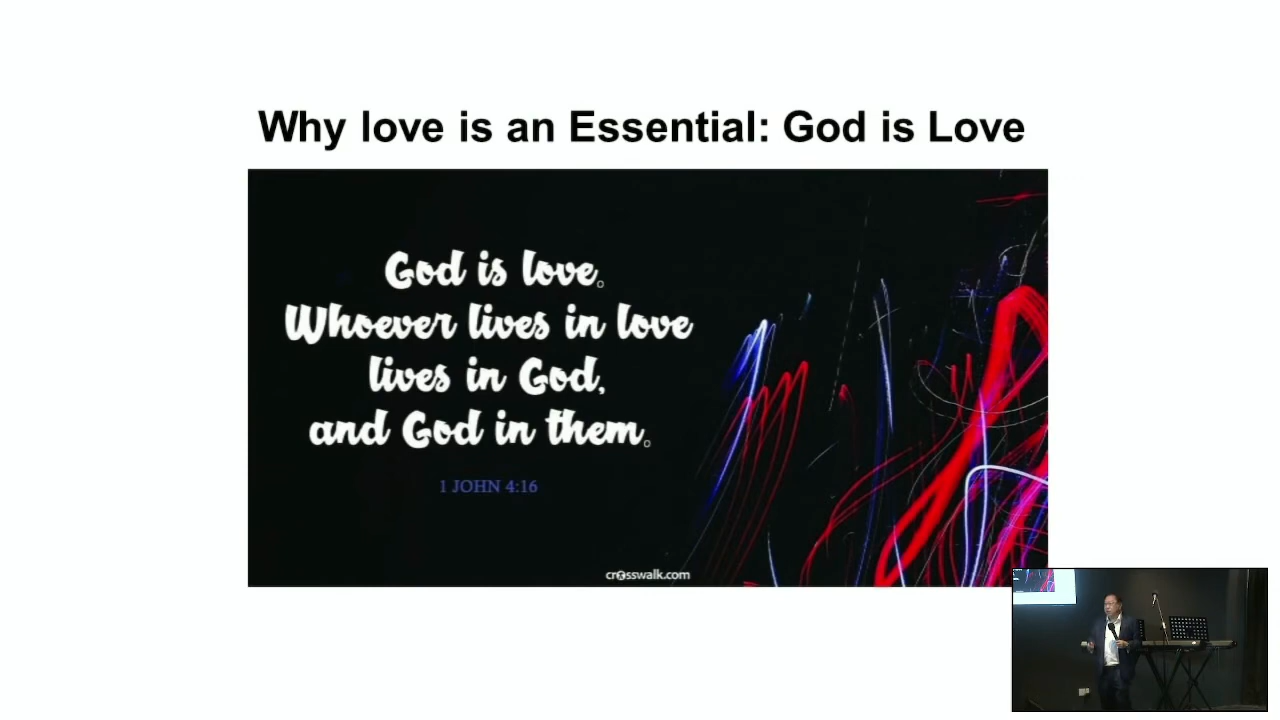 Why love is an Essential: God is Love
God is love.
Whoever lives in love
lives in God,
and God in them.
1 JOHN 4:16
crosswalk.com